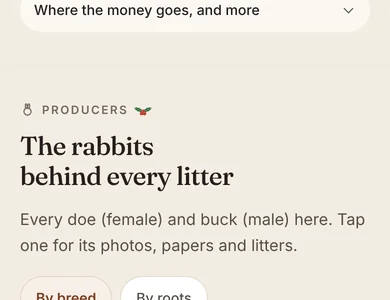 Where the money goes, and more
PRODUCERS
The rabbits
behind every litter
Every doe (female) and buck (male) here. Tap
one for its photos, papers and litters.
By breed By roots